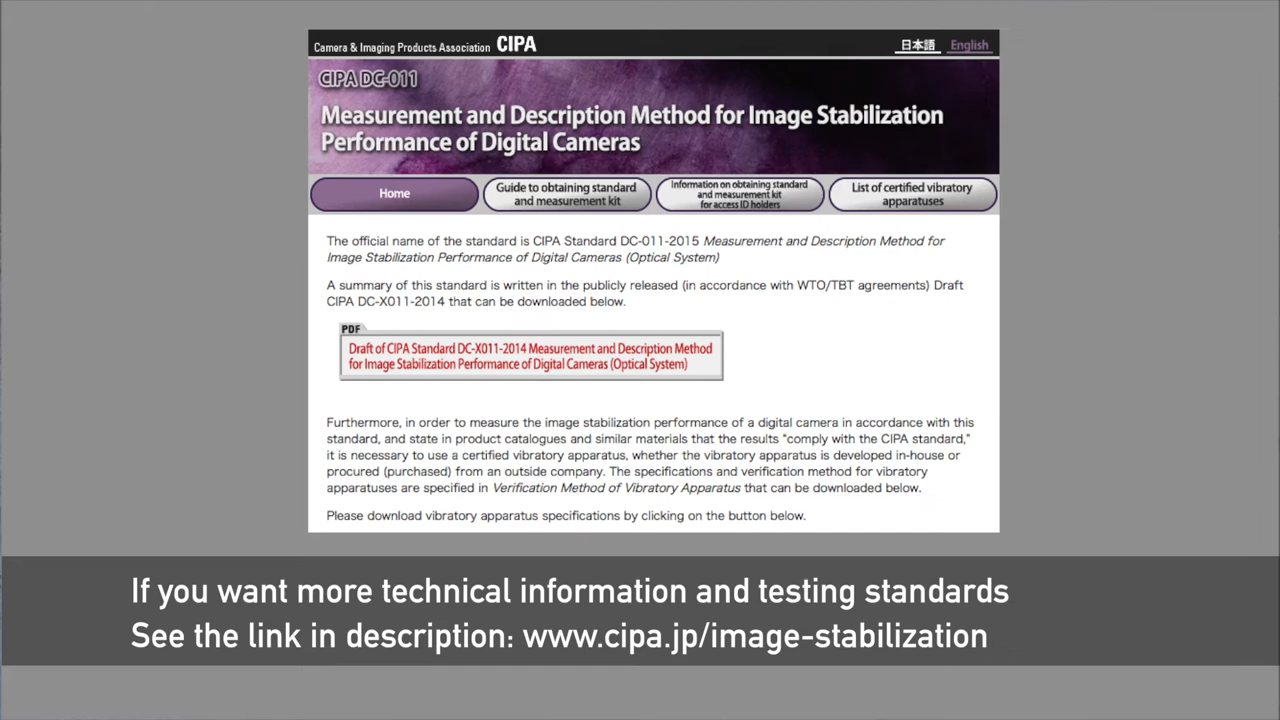 Camera & Imaging Products Association CIPA
日本語 English
CIPA DC-011
Measurement and Description Method for Image Stabilization
Performance of Digital Cameras
Home
Guide to obtaining standard
and measurement kit
Information on obtaining standard
and measurement kit
for access ID holders
List of certified vibratory
apparatuses
The official name of the standard is CIPA Standard DC-011-2015 Measurement and Description Method for
Image Stabilization Performance of Digital Cameras (Optical System)
A summary of this standard is written in the publicly released (in accordance with WTO/TBT agreements) Draft
CIPA DC-X011-2014 that can be downloaded below.
PDF
Draft of CIPA Standard DC-X011-2014 Measurement and Description Method
for Image Stabilization Performance of Digital Cameras (Optical System)
Furthermore, in order to measure the image stabilization performance of a digital camera in accordance with this
standard, and state in product catalogues and similar materials that the results "comply with the CIPA standard,"
it is necessary to use a certified vibratory apparatus, whether the vibratory apparatus is developed in-house or
procured (purchased) from an outside company. The specifications and verification method for vibratory
apparatuses are specified in Verification Method of Vibratory Apparatus that can be downloaded below.
Please download vibratory apparatus specifications by clicking on the button below.
If you want more technical information and testing standards
See the link in description: www.cipa.jp/image-stabilization